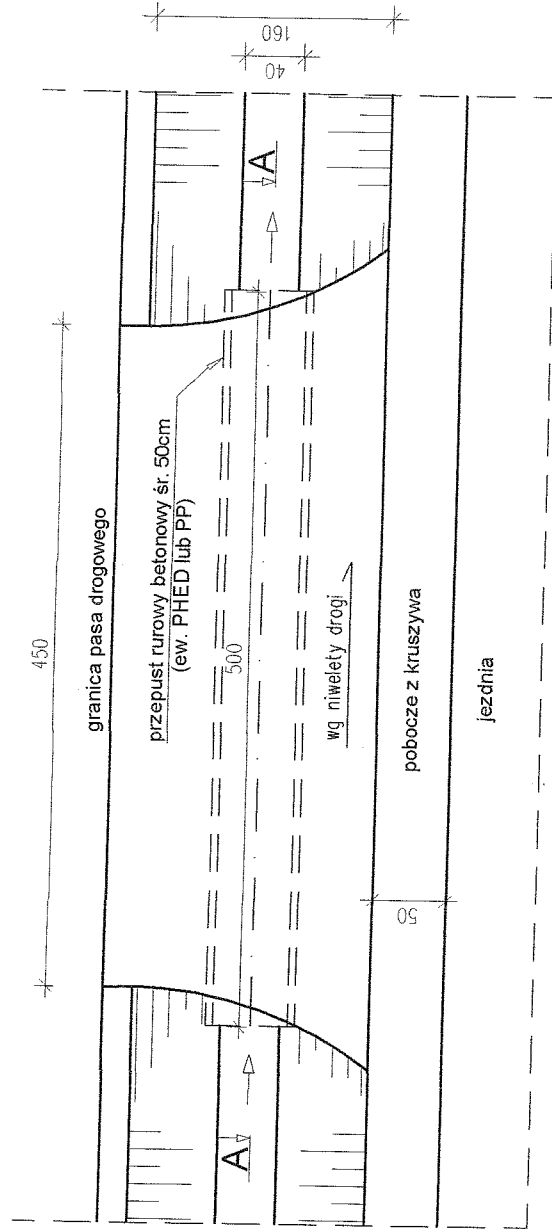 450
granica pasa drogowego
przepust rurowy betonowy śr. 50cm
(ew. PHED lub PP)
500
wg niwelety drogi
pobocze z kruszywa
jezdnia
50
A
A
40
160